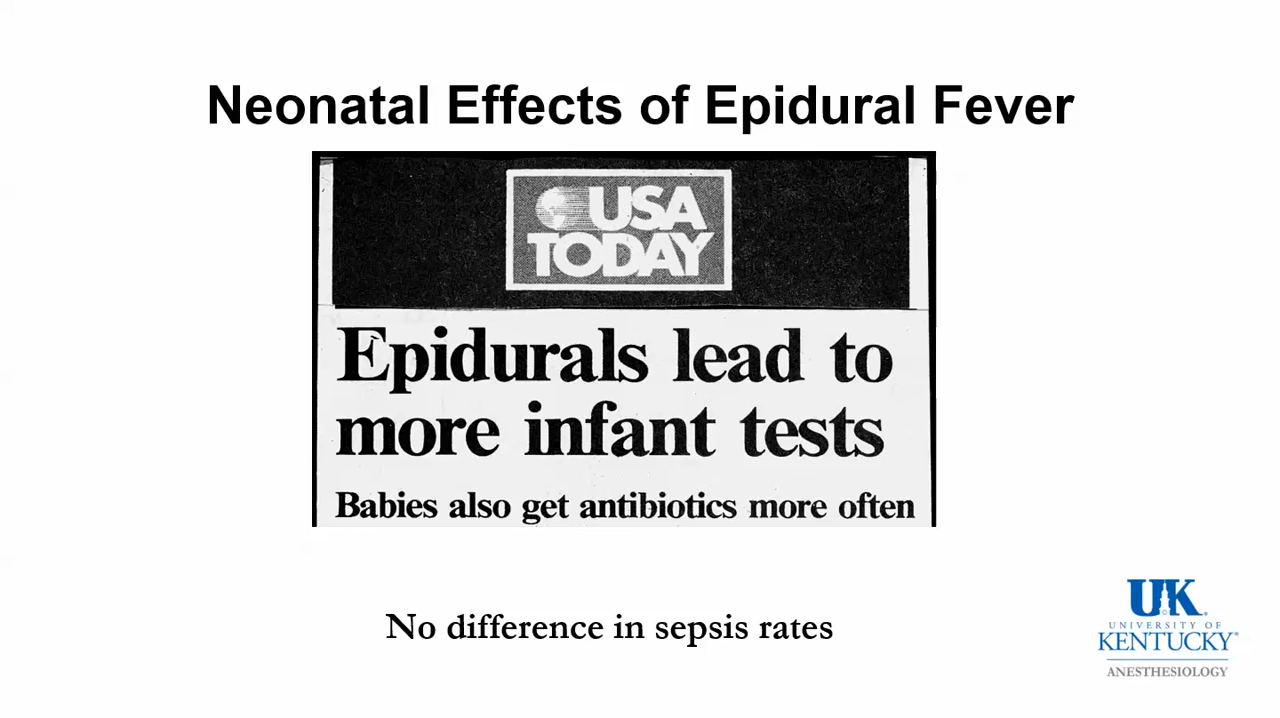 Neonatal Effects of Epidural Fever
USA
TODAY
Epidurals lead to
more infant tests
Babies also get antibiotics more often
No difference in sepsis rates
UK
UNIVERSITY OF
KENTUCKY®
ANESTHESIOLOGY